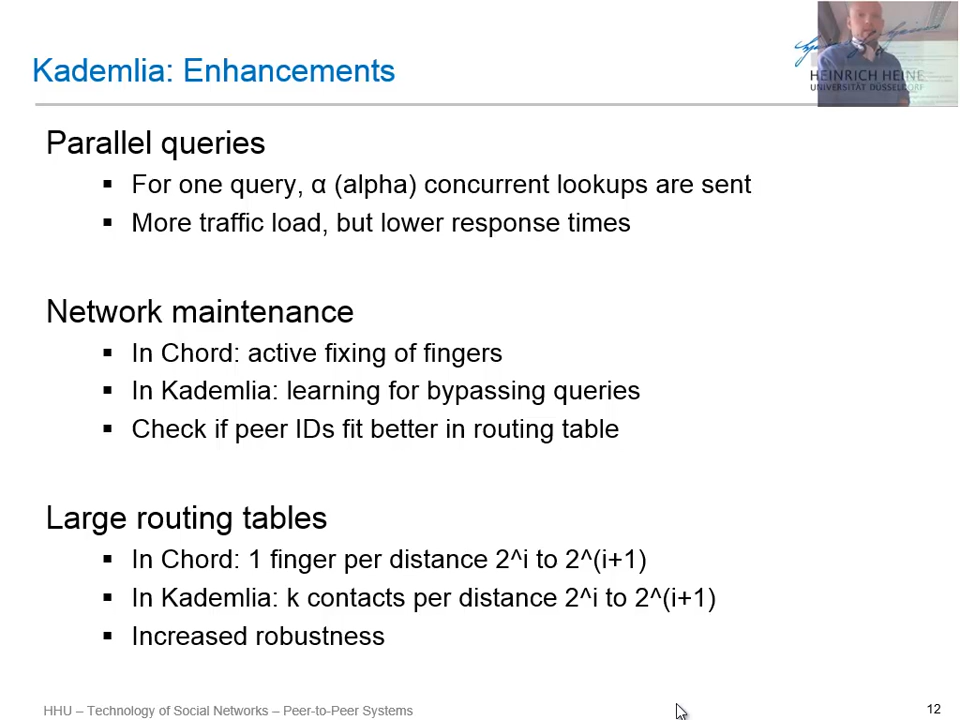 Kademlia: Enhancements
HEINRICH HEINE
UNIVERSITÄT DÜSSELDORF
Parallel queries
▪ For one query, α (alpha) concurrent lookups are sent
▪ More traffic load, but lower response times
Network maintenance
▪ In Chord: active fixing of fingers
▪ In Kademlia: learning for bypassing queries
▪ Check if peer IDs fit better in routing table
Large routing tables
▪ In Chord: 1 finger per distance 2^i to 2^(i+1)
▪ In Kademlia: k contacts per distance 2^i to 2^(i+1)
▪ Increased robustness
HHU – Technology of Social Networks – Peer-to-Peer Systems
12